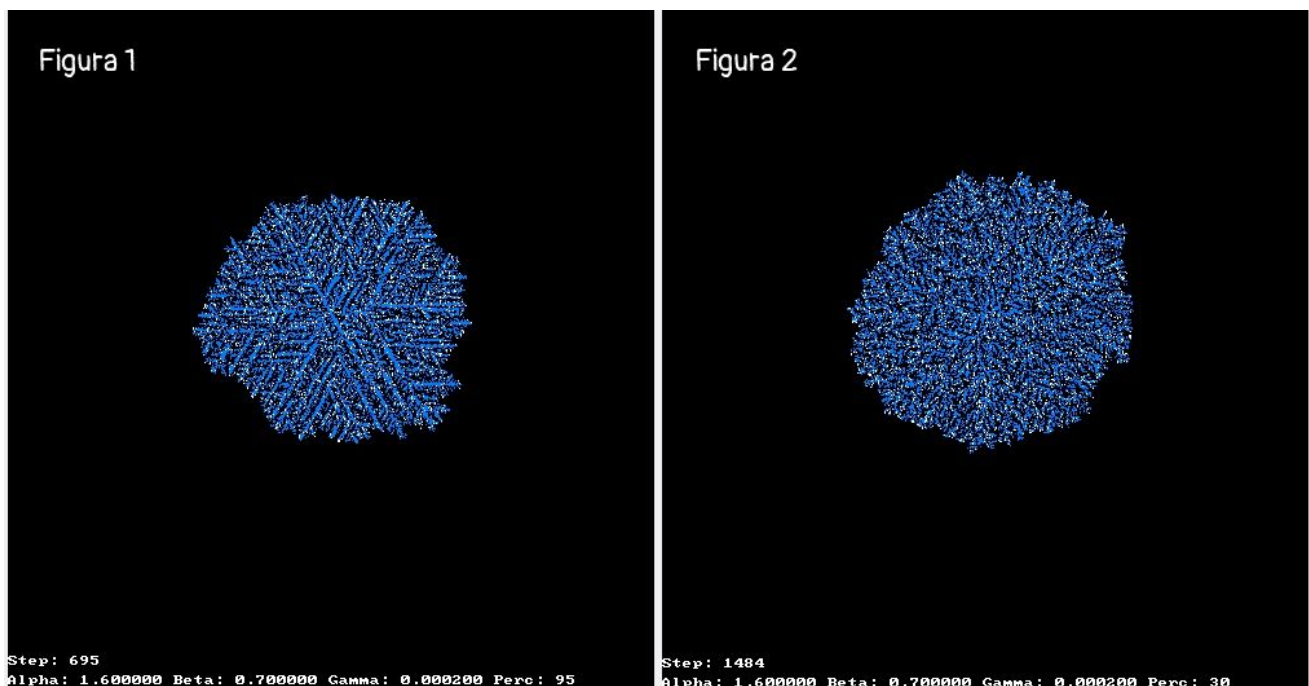 Figura 1
Step: 695
Alpha: 1.600000 Beta: 0.700000 Gamma: 0.000200 Perc: 95
Figura 2
Step: 1484
Alpha: 1.600000 Beta: 0.700000 Gamma: 0.000200 Perc: 30